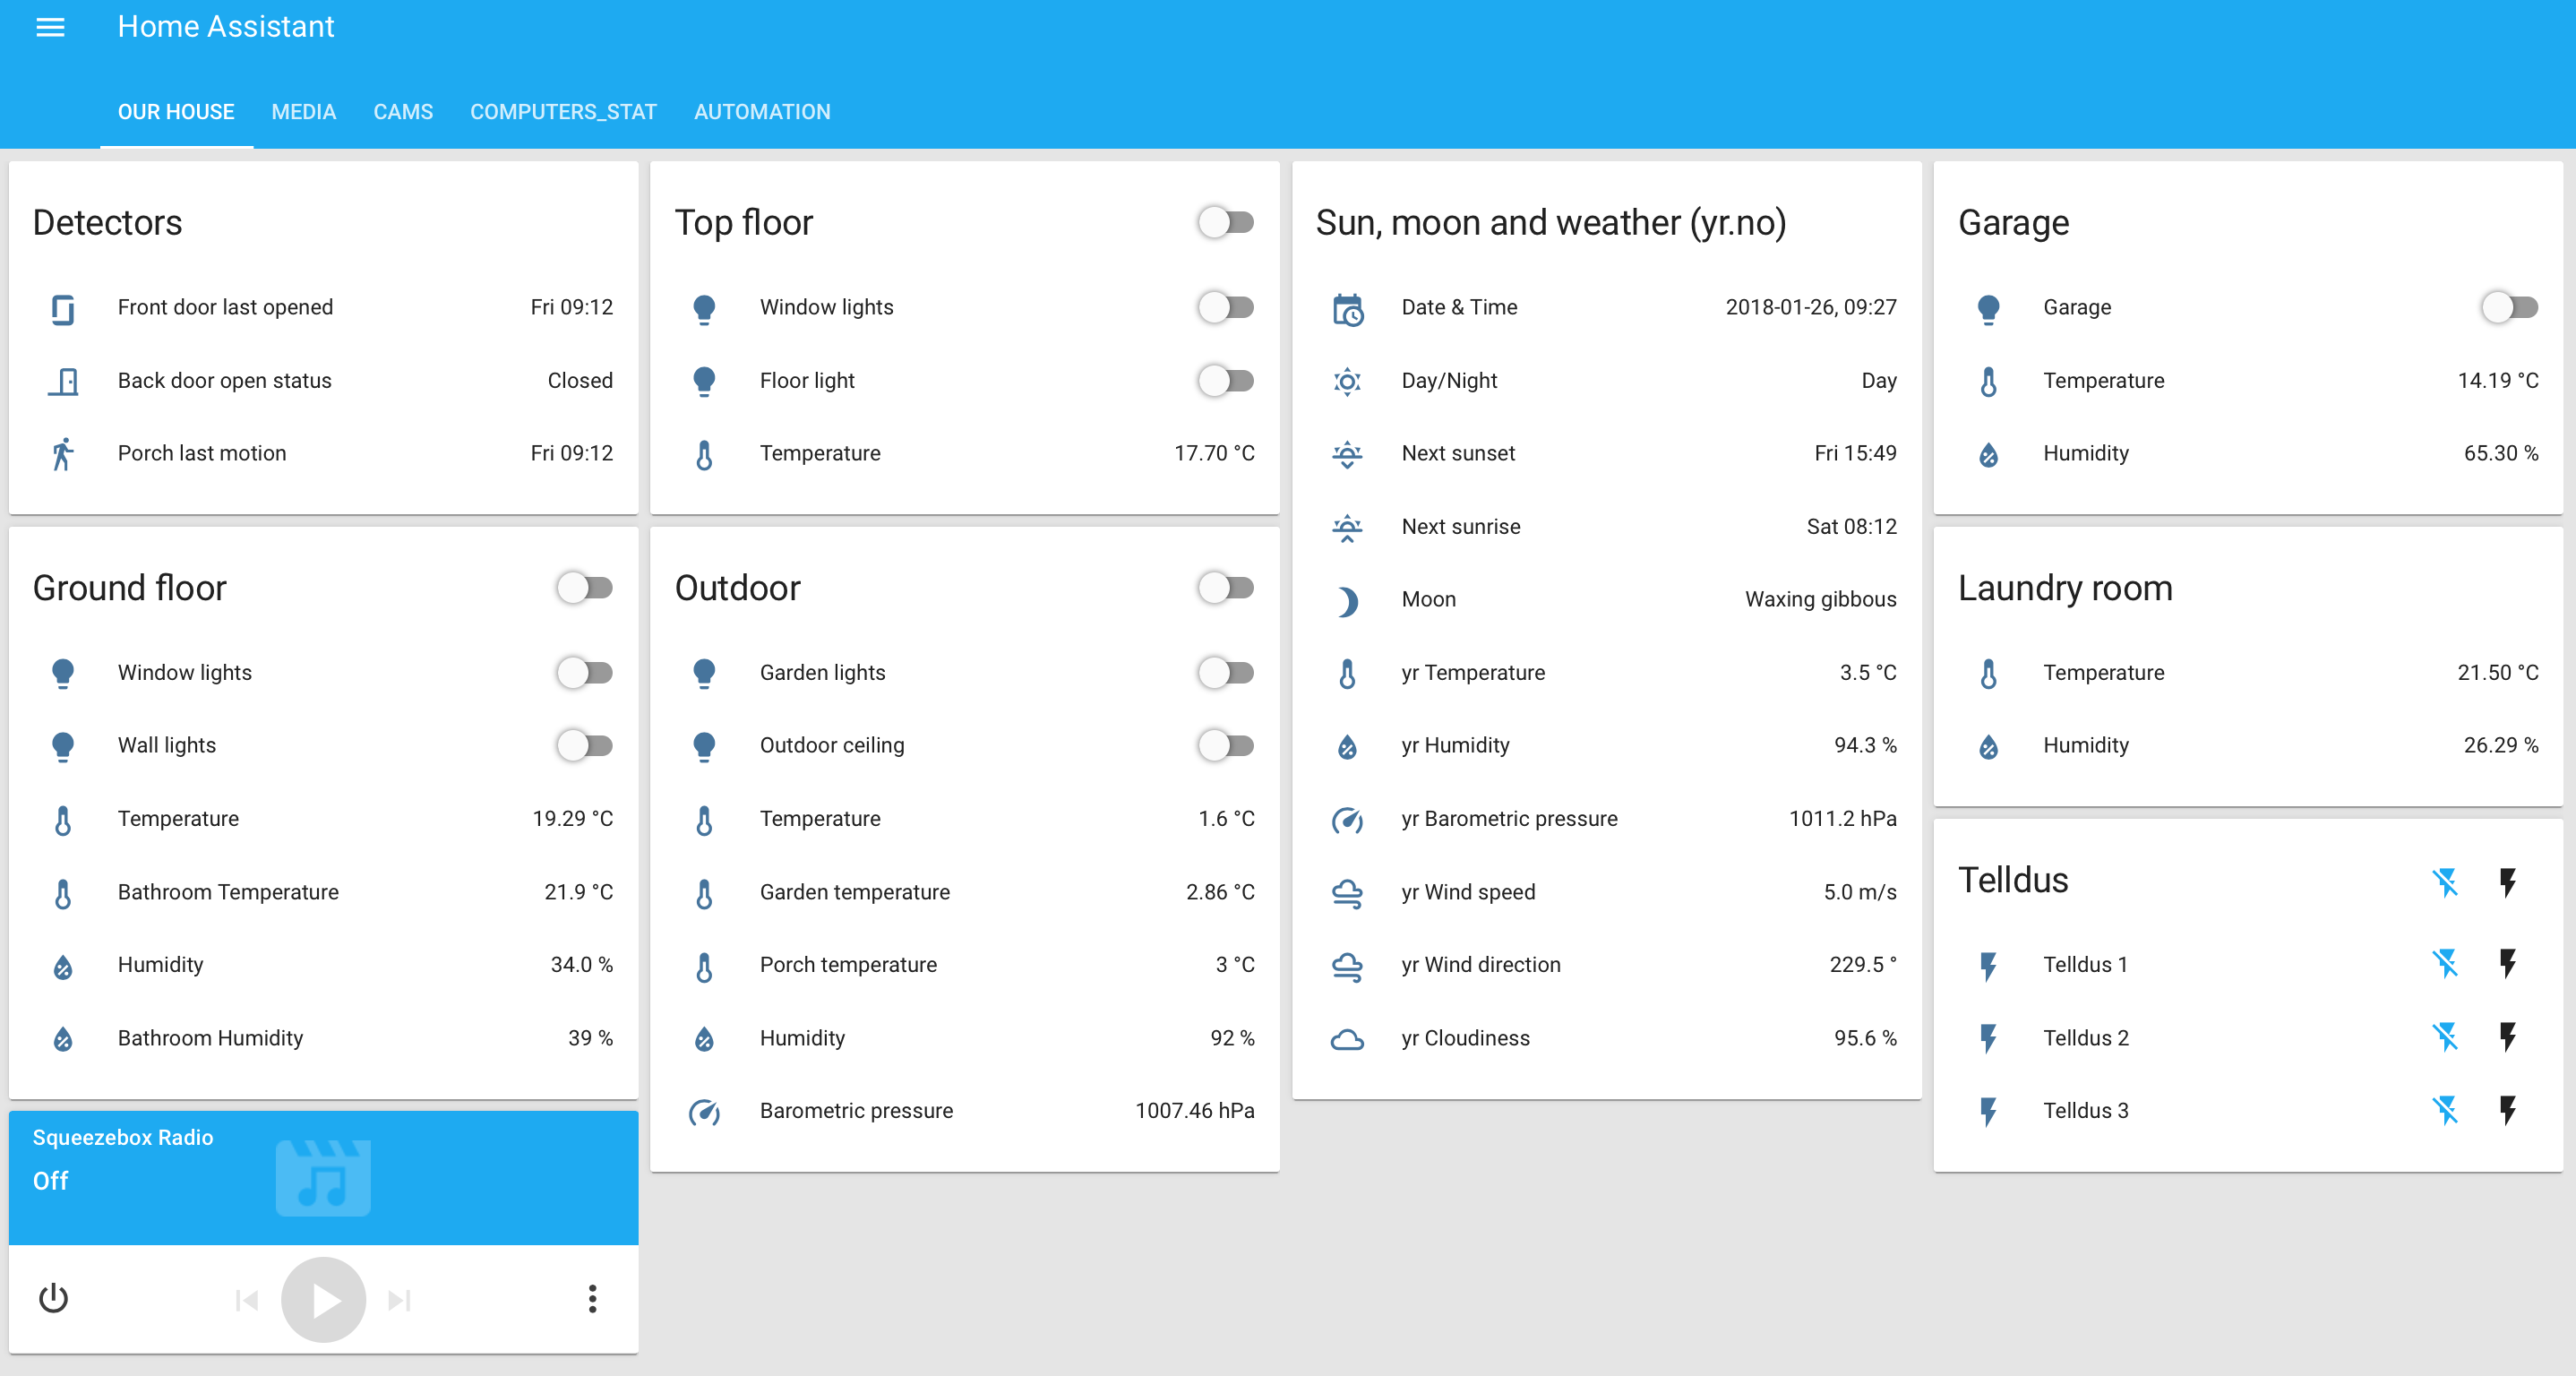 Home Assistant
OUR HOUSE MEDIA CAMS COMPUTERS_STAT AUTOMATION
Detectors
Front door last opened Fri 09:12
Back door open status Closed
Porch last motion Fri 09:12
Ground floor
Window lights
Wall lights
Temperature 19.29 °C
Bathroom Temperature 21.9 °C
Humidity 34.0 %
Bathroom Humidity 39 %
Squeezebox Radio
Off
Top floor
Window lights
Floor light
Temperature 17.70 °C
Outdoor
Garden lights
Outdoor ceiling
Temperature 1.6 °C
Garden temperature 2.86 °C
Porch temperature 3 °C
Humidity 92 %
Barometric pressure 1007.46 hPa
Sun, moon and weather (yr.no)
Date & Time 2018-01-26, 09:27
Day/Night Day
Next sunset Fri 15:49
Next sunrise Sat 08:12
Moon Waxing gibbous
yr Temperature 3.5 °C
yr Humidity 94.3 %
yr Barometric pressure 1011.2 hPa
yr Wind speed 5.0 m/s
yr Wind direction 229.5 °
yr Cloudiness 95.6 %
Garage
Garage
Temperature 14.19 °C
Humidity 65.30 %
Laundry room
Temperature 21.50 °C
Humidity 26.29 %
Telldus
Telldus 1
Telldus 2
Telldus 3